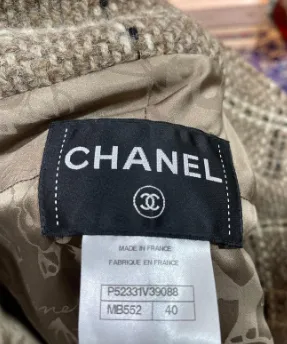 CHANEL
MADE IN FRANCE
FABRIQUE EN FRANCE
P52331V39088
MB552 40